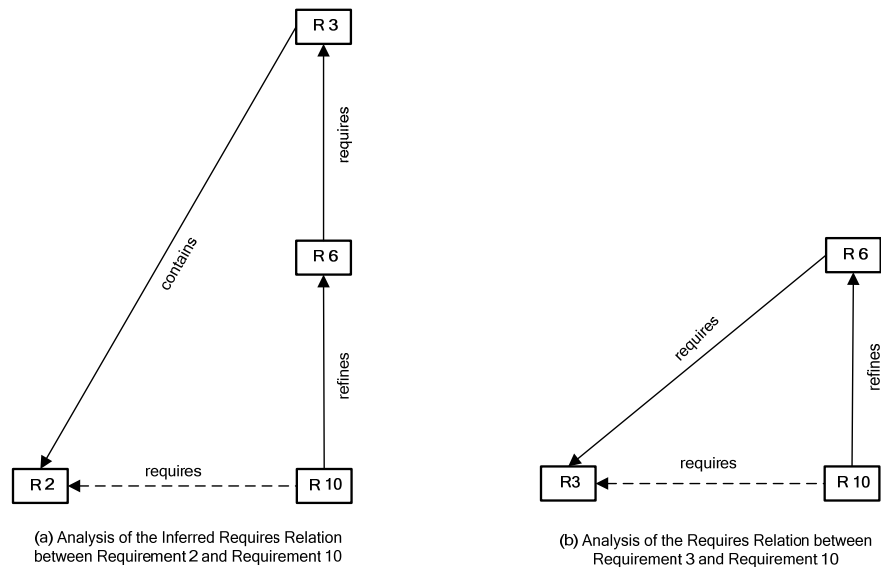 R 3
requires
contains
R 6
refines
requires
R 2
R 10
(a) Analysis of the Inferred Requires Relation
between Requirement 2 and Requirement 10
R 6
requires
refines
requires
R3
R 10
(b) Analysis of the Requires Relation between
Requirement 3 and Requirement 10